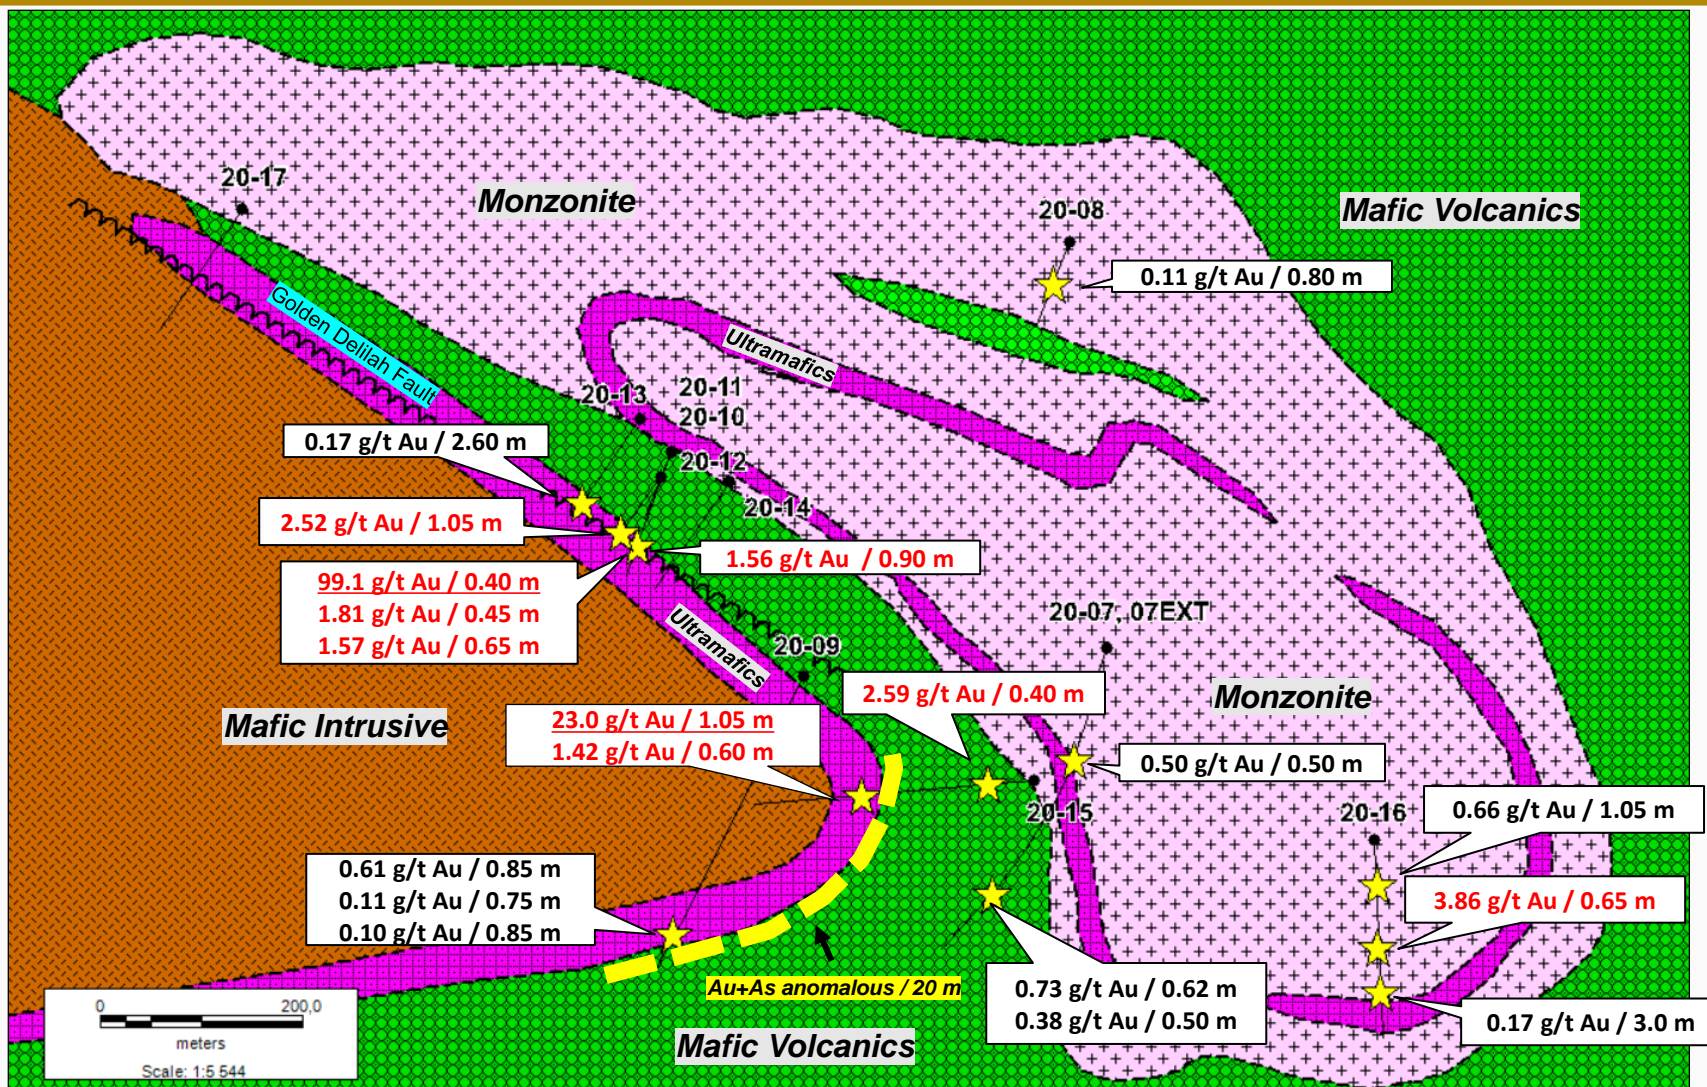 20-17
Monzonite
20-08
Mafic Volcanics
0.11 g/t Au / 0.80 m
Golden Delilah Fault
Ultramafics
20-13
20-11
20-10
0.17 g/t Au / 2.60 m
20-12
20-14
2.52 g/t Au / 1.05 m
1.56 g/t Au / 0.90 m
99.1 g/t Au / 0.40 m
1.81 g/t Au / 0.45 m
1.57 g/t Au / 0.65 m
20-07, 07EXT
Ultramafics
20-09
2.59 g/t Au / 0.40 m
Monzonite
Mafic Intrusive
23.0 g/t Au / 1.05 m
1.42 g/t Au / 0.60 m
0.50 g/t Au / 0.50 m
20-15
20-16
0.66 g/t Au / 1.05 m
3.86 g/t Au / 0.65 m
0.61 g/t Au / 0.85 m
0.11 g/t Au / 0.75 m
0.10 g/t Au / 0.85 m
Au+As anomalous / 20 m
0.73 g/t Au / 0.62 m
0.38 g/t Au / 0.50 m
0.17 g/t Au / 3.0 m
Mafic Volcanics
0 200,0
meters
Scale: 1:5 544